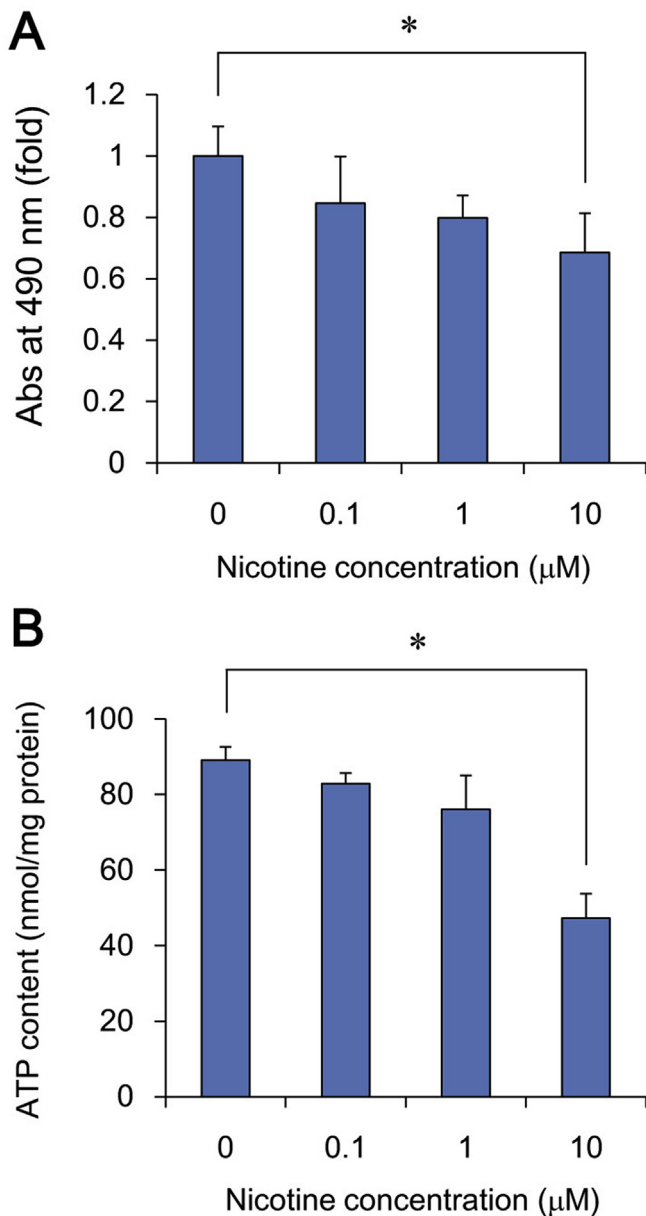 A
*
Abs at 490 nm (fold)
1.2
1
0.8
0.6
0.4
0.2
0
0 0.1 1 10
Nicotine concentration (μM)
B
*
ATP content (nmol/mg protein)
100
80
60
40
20
0
0 0.1 1 10
Nicotine concentration (μM)